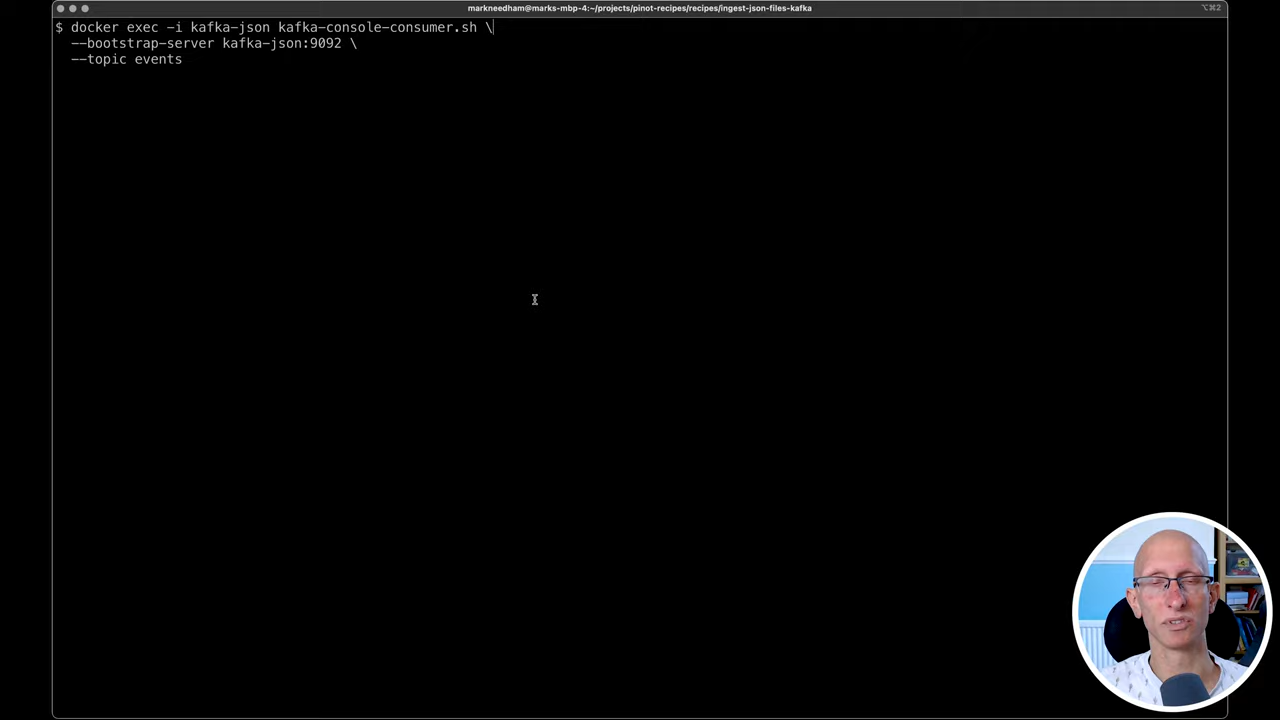 markneedham@marks-mbp-4:~/projects/pinot-recipes/recipes/ingest-json-files-kafka
⌥⌘2
$ docker exec -i kafka-json kafka-console-consumer.sh \
--bootstrap-server kafka-json:9092 \
--topic events